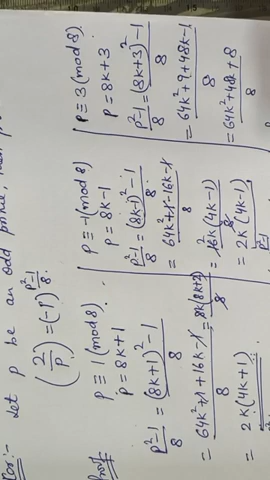 Cor:- Let p be an odd prime, then
(2/p) = (-1)^(p²-1)/8
Proof
p ≡ 1 (mod 8)
p = 8k+1
p²-1/8 = (8k+1)²-1/8
= 64k²+1+16k-1/8 = 8k(8k+2)/8
= 2k(4k+1)
p ≡ -1 (mod 8)
p = 8k-1
p²-1/8 = (8k-1)²-1/8
= 64k²+1-16k-1/8
= 16k(4k-1)/8
= 2k(4k-1)
p²-1
p ≡ 3 (mod 8)
p = 8k+3
p²-1/8 = (8k+3)²-1/8
= 64k²+9+48k-1/8
= 64k²+48k+8/8